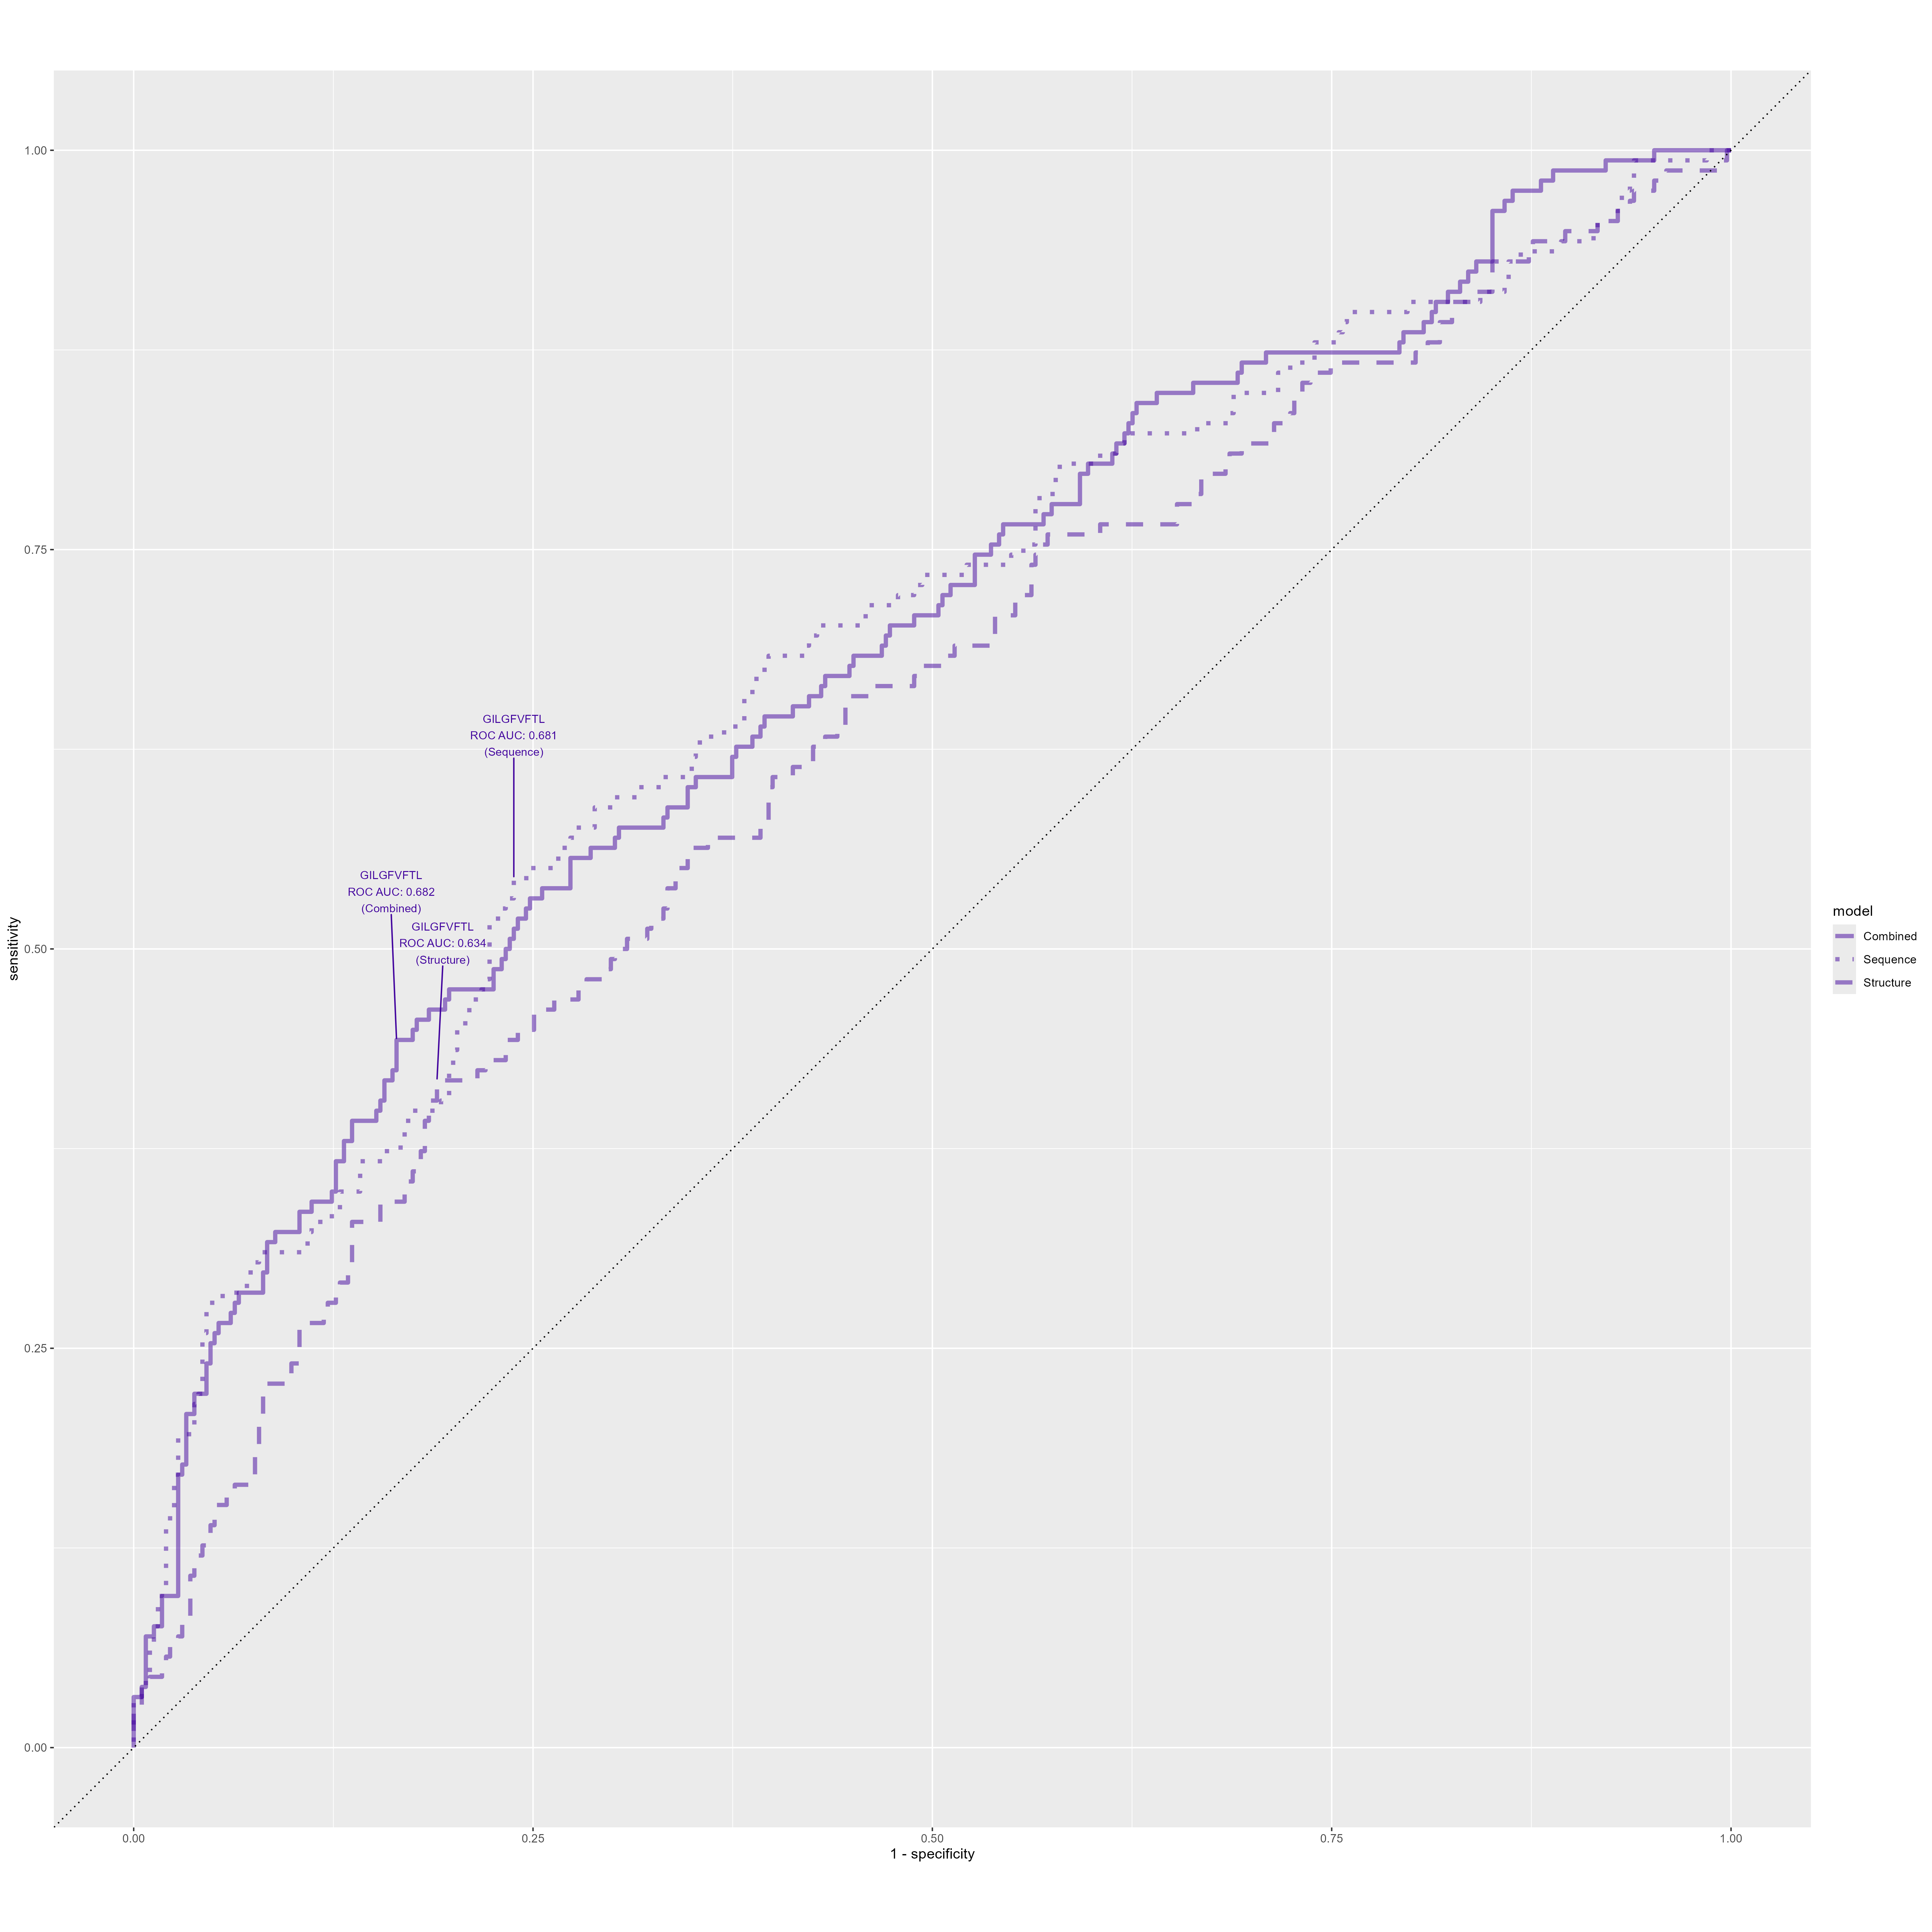 1.00
0.75
0.50
0.25
0.00
sensitivity
GILGFVFTL
ROC AUC: 0.681
(Sequence)
GILGFVFTL
ROC AUC: 0.682
(Combined)
GILGFVFTL
ROC AUC: 0.634
(Structure)
0.00
0.25
0.50
0.75
1.00
1 - specificity
model
Combined
Sequence
Structure